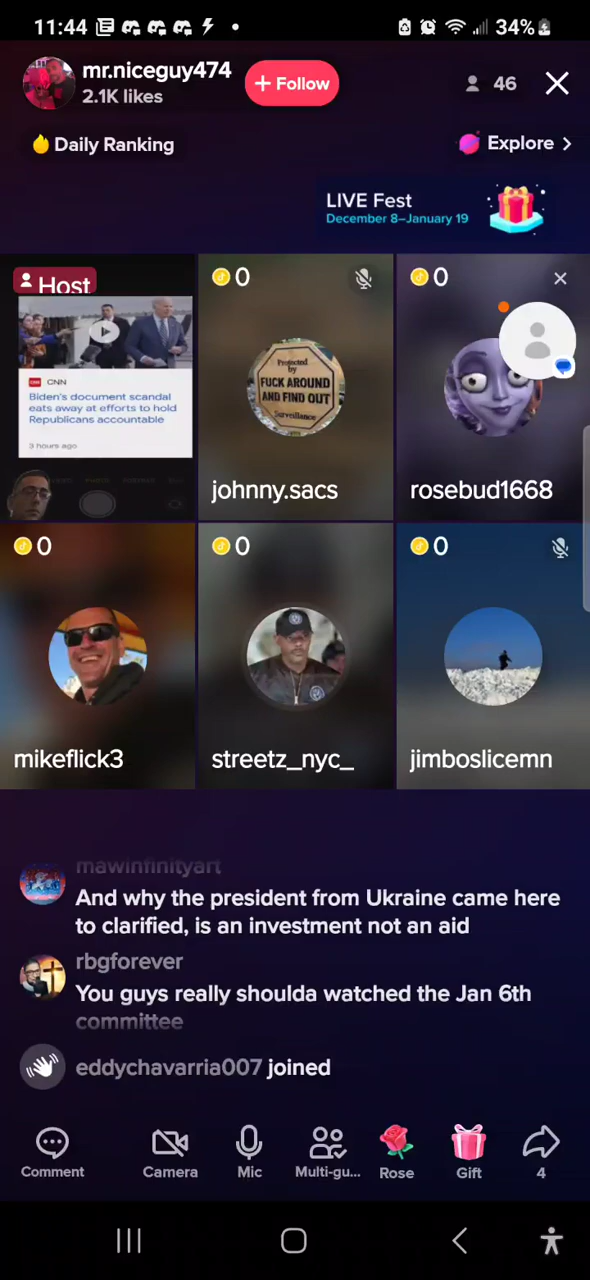 11:44
34%
mr.niceguy474
2.1K likes
+ Follow
46
Daily Ranking
Explore >
LIVE Fest
December 8–January 19
Host
CNN
CNN
Biden's document scandal
eats away at efforts to hold
Republicans accountable
3 hours ago
0
Protected
by
FUCK AROUND
AND FIND OUT
Surveillance
johnny.sacs
0
rosebud1668
0
mikeflick3
0
streetz_nyc_
0
jimboslicemn
mawinfinityart
And why the president from Ukraine came here
to clarified, is an investment not an aid
rbgforever
You guys really shoulda watched the Jan 6th
committee
eddychavarria007 joined
Comment
Camera
Mic
Multi-gu...
Rose
Gift
4